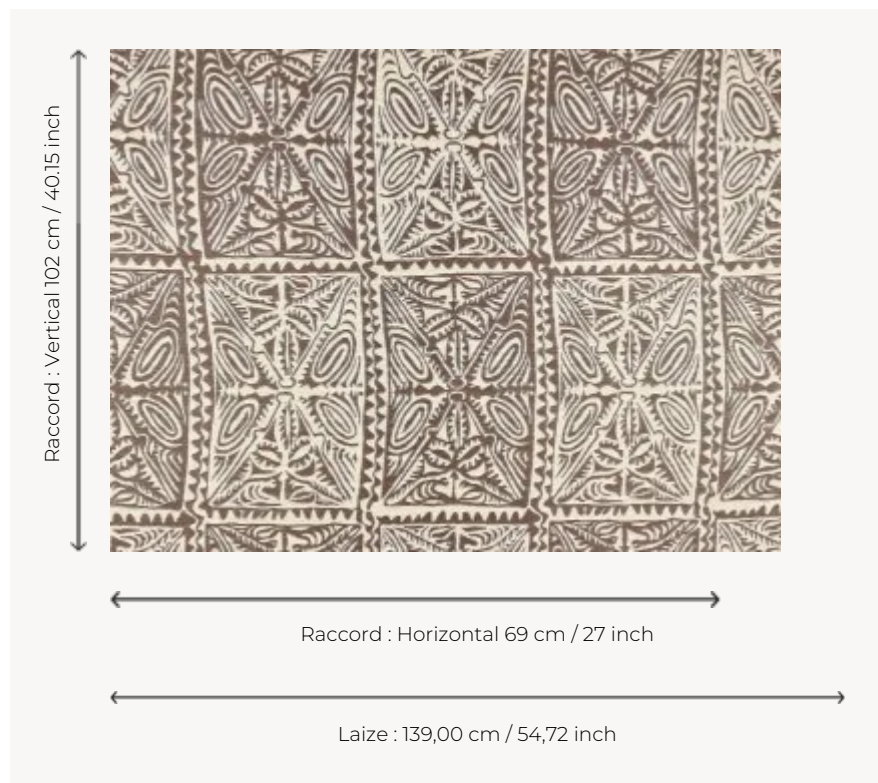 Raccord : Vertical 102 cm / 40.15 inch
Raccord : Horizontal 69 cm / 27 inch
Laize : 139,00 cm / 54,72 inch